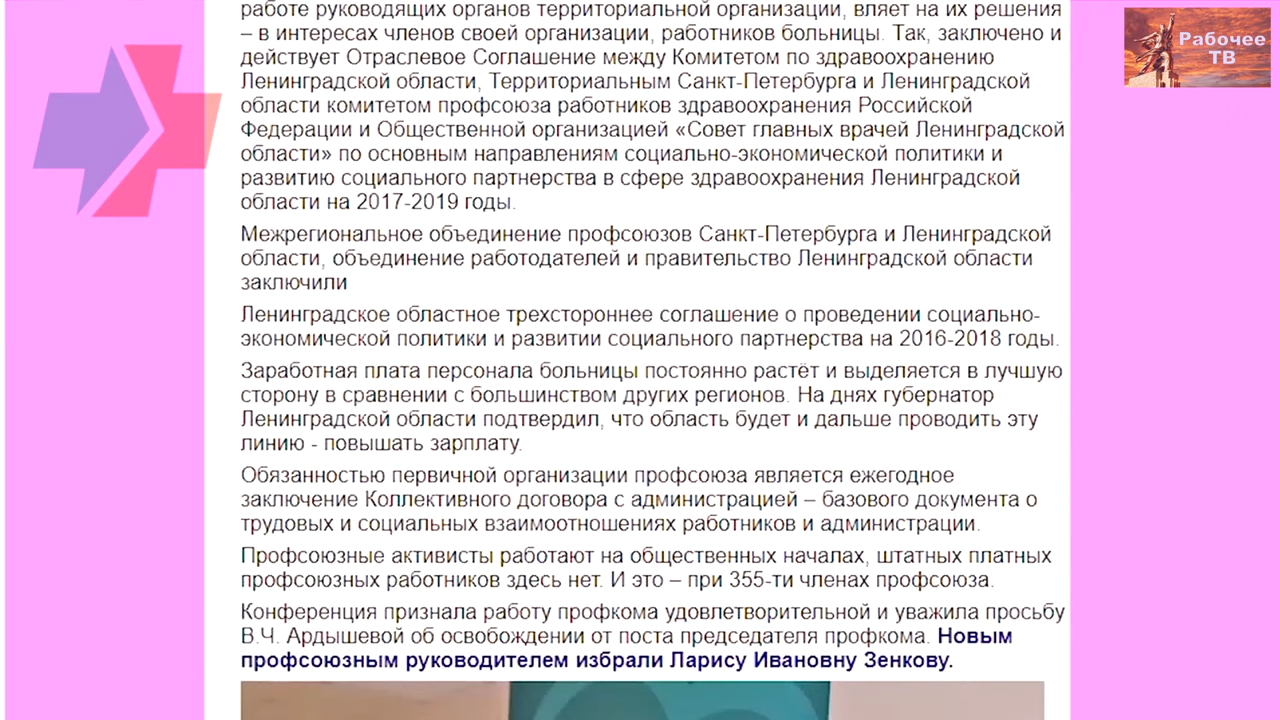 работе руководящих органов территориальной организации, вляет на их решения
– в интересах членов своей организации, работников больницы. Так, заключено и
действует Отраслевое Соглашение между Комитетом по здравоохранению
Ленинградской области, Территориальным Санкт-Петербурга и Ленинградской
области комитетом профсоюза работников здравоохранения Российской
Федерации и Общественной организацией «Совет главных врачей Ленинградской
области» по основным направлениям социально-экономической политики и
развитию социального партнерства в сфере здравоохранения Ленинградской
области на 2017-2019 годы.
Межрегиональное объединение профсоюзов Санкт-Петербурга и Ленинградской
области, объединение работодателей и правительство Ленинградской области
заключили
Ленинградское областное трехстороннее соглашение о проведении социально-
экономической политики и развитии социального партнерства на 2016-2018 годы.
Заработная плата персонала больницы постоянно растёт и выделяется в лучшую
сторону в сравнении с большинством других регионов. На днях губернатор
Ленинградской области подтвердил, что область будет и дальше проводить эту
линию - повышать зарплату.
Обязанностью первичной организации профсоюза является ежегодное
заключение Коллективного договора с администрацией – базового документа о
трудовых и социальных взаимоотношениях работников и администрации.
Профсоюзные активисты работают на общественных началах, штатных платных
профсоюзных работников здесь нет. И это – при 355-ти членах профсоюза.
Конференция признала работу профкома удовлетворительной и уважила просьбу
В.Ч. Ардышевой об освобождении от поста председателя профкома. Новым
профсоюзным руководителем избрали Ларису Ивановну Зенкову.
Рабочее
ТВ